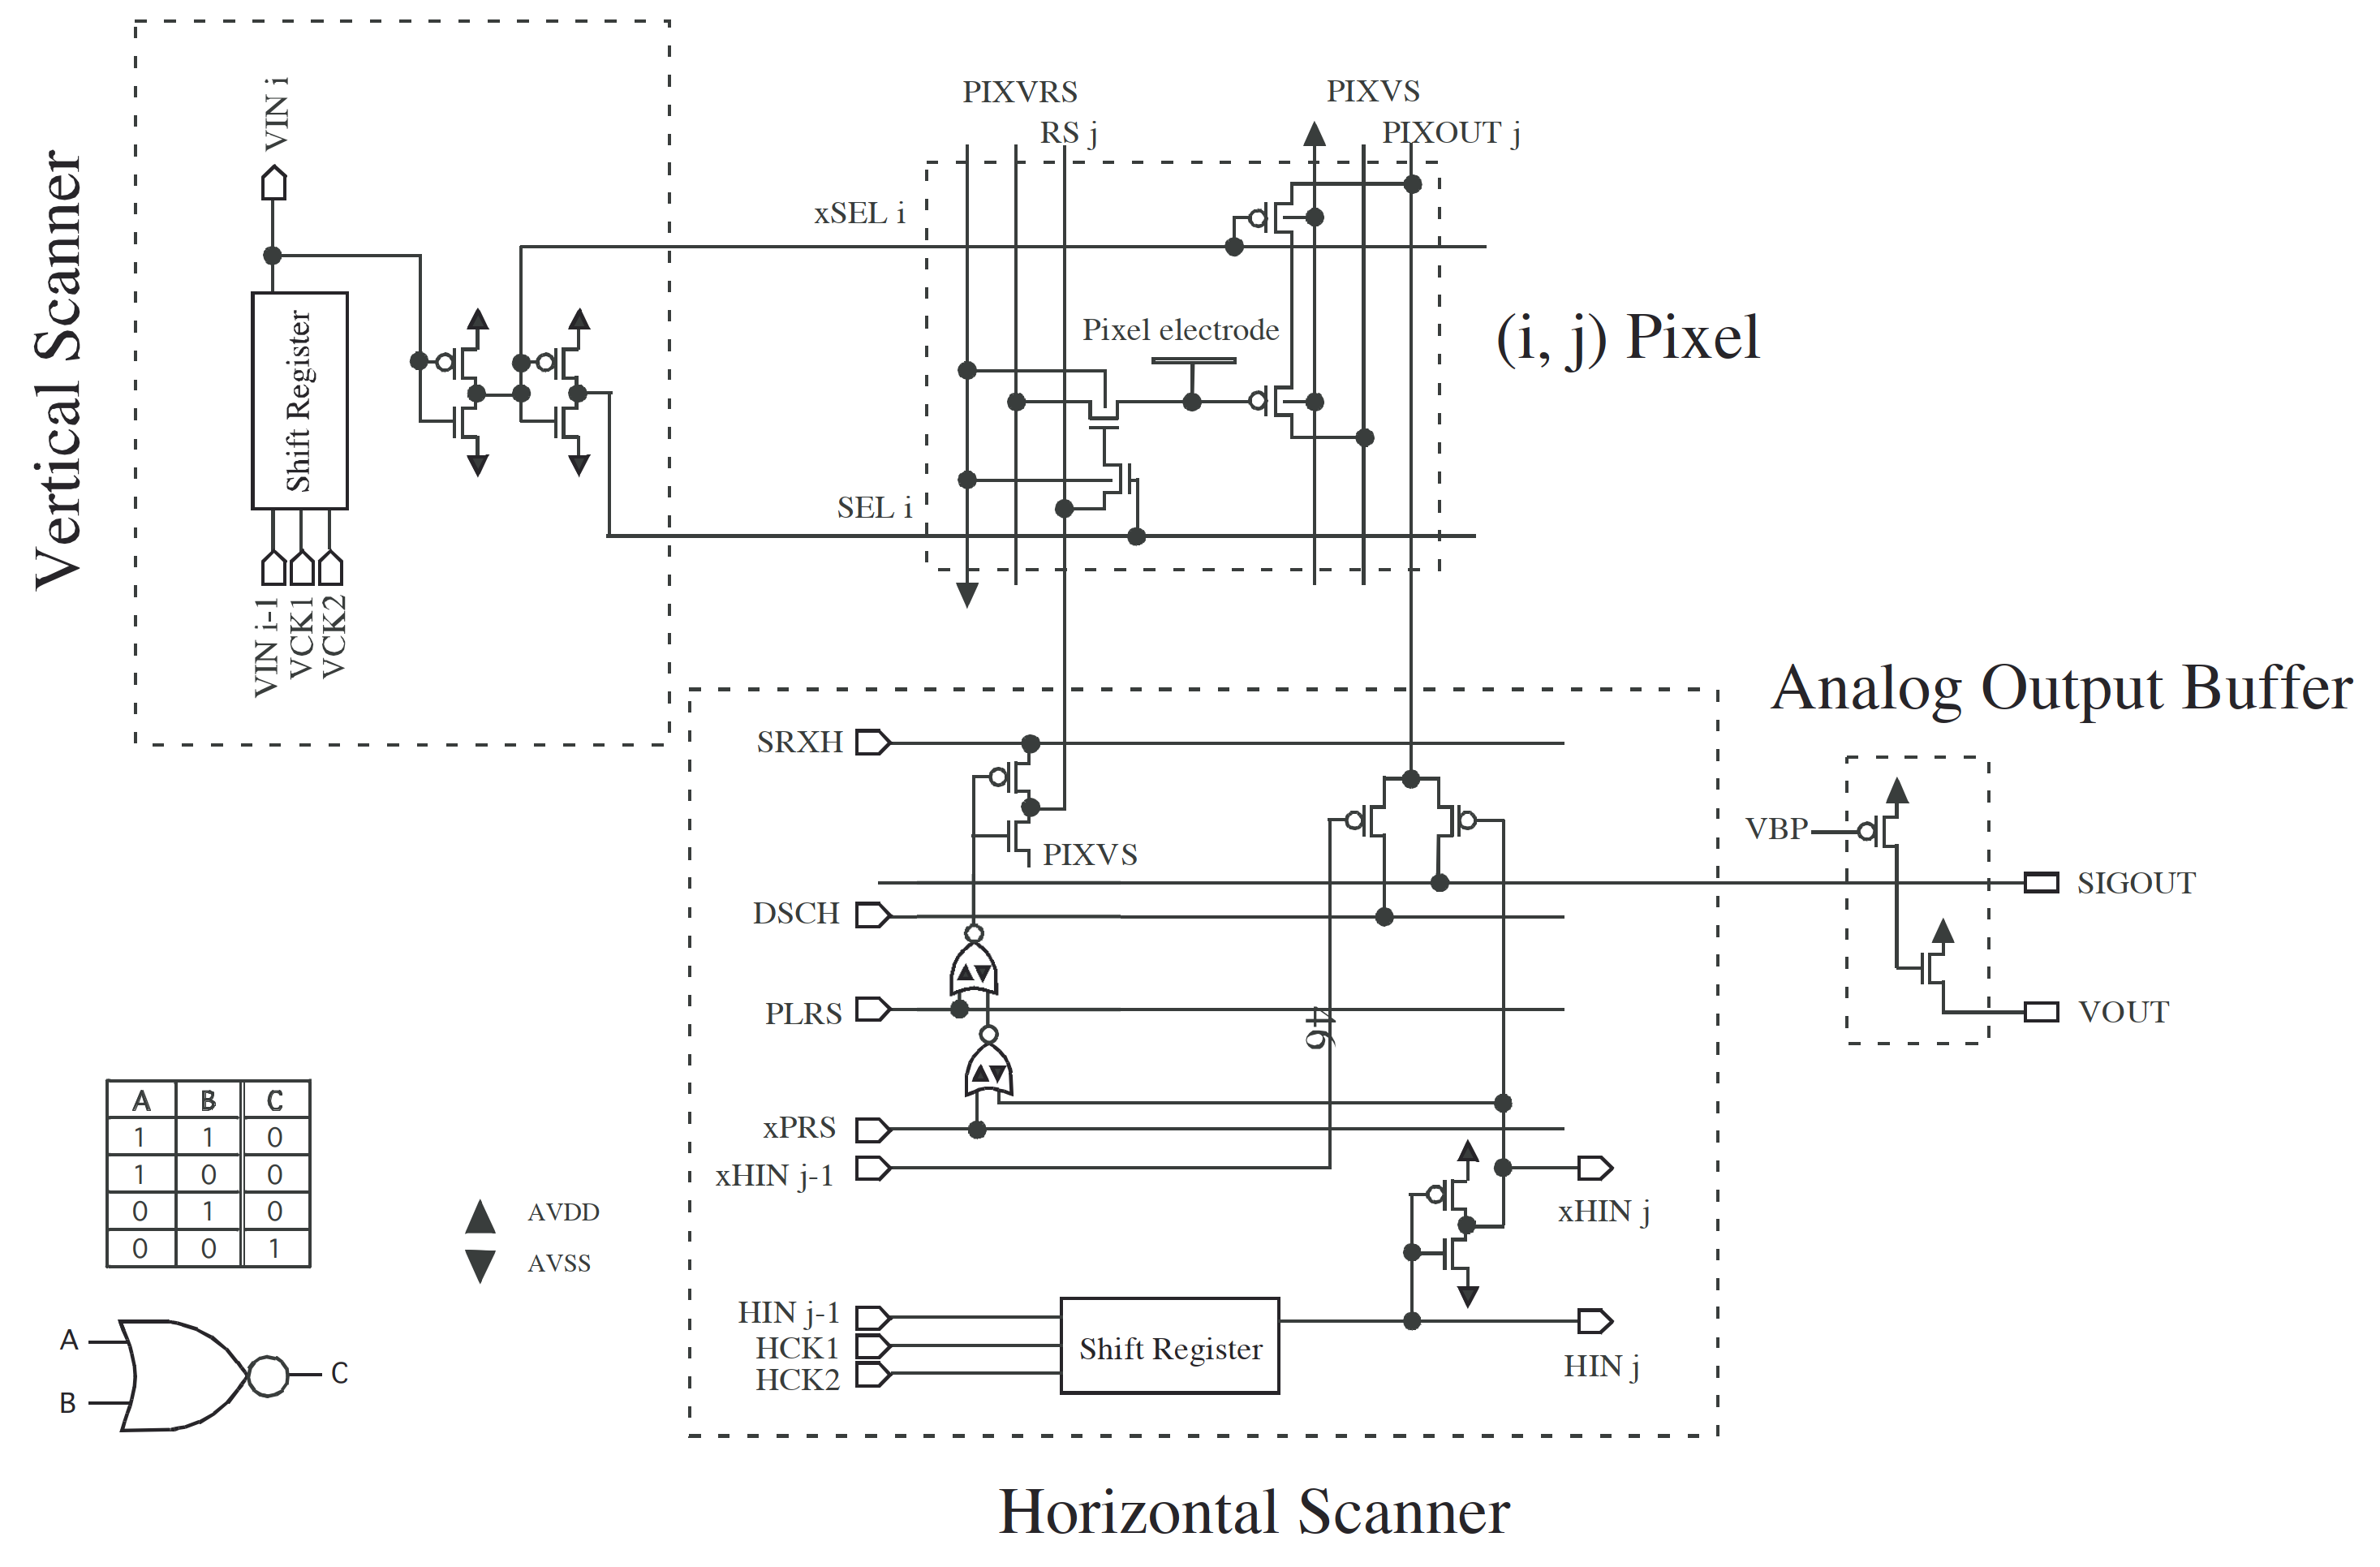 Vertical Scanner
VIN i
Shift Register
VIN i-1
VCK1
VCK2
PIXVRS
RS j
PIXVS
PIXOUT j
xSEL i
Pixel electrode
SEL i
(i, j) Pixel
Analog Output Buffer
SRXH
PIXVS
DSCH
PLRS
46
xPRS
xHIN j-1
xHIN j
HIN j-1
HCK1
HCK2
Shift Register
HIN j
VBP
SIGOUT
VOUT
A B C
1 1 0
1 0 0
0 1 0
0 0 1
AVDD
AVSS
A
B
C
Horizontal Scanner